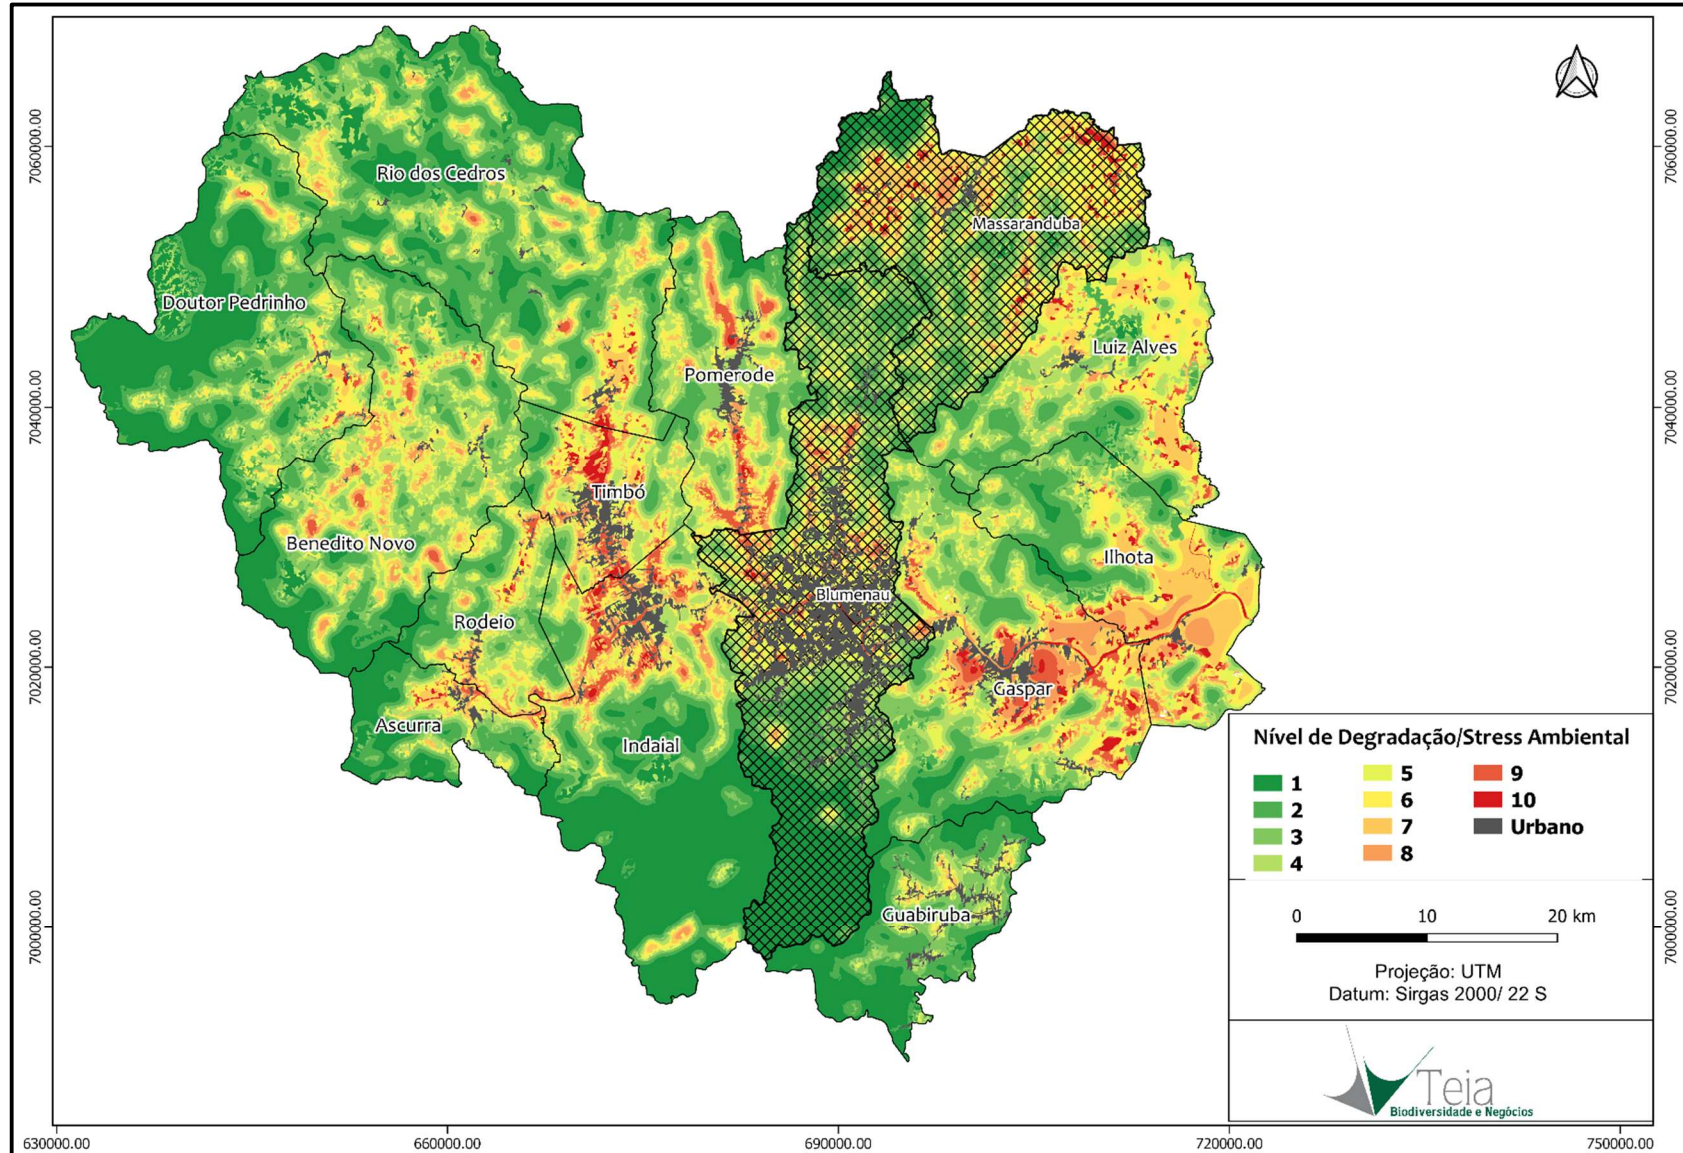 7060000.00
7040000.00
7020000.00
7000000.00
Rio dos Cedros
Doutor Pedrinho
Massaranduba
Luiz Alves
Pomerode
Timbó
Benedito Novo
Ilhota
Blumenau
Rodeio
Gaspar
Ascurra
Indaial
Guabiruba
7060000.00
7040000.00
7020000.00
7000000.00
Nível de Degradação/Stress Ambiental
1
2
3
4
5
6
7
8
9
10
Urbano
0 10 20 km
Projeção: UTM
Datum: Sirgas 2000/ 22 S
Teia
Biodiversidade e Negócios
630000.00 660000.00 690000.00 720000.00 750000.00